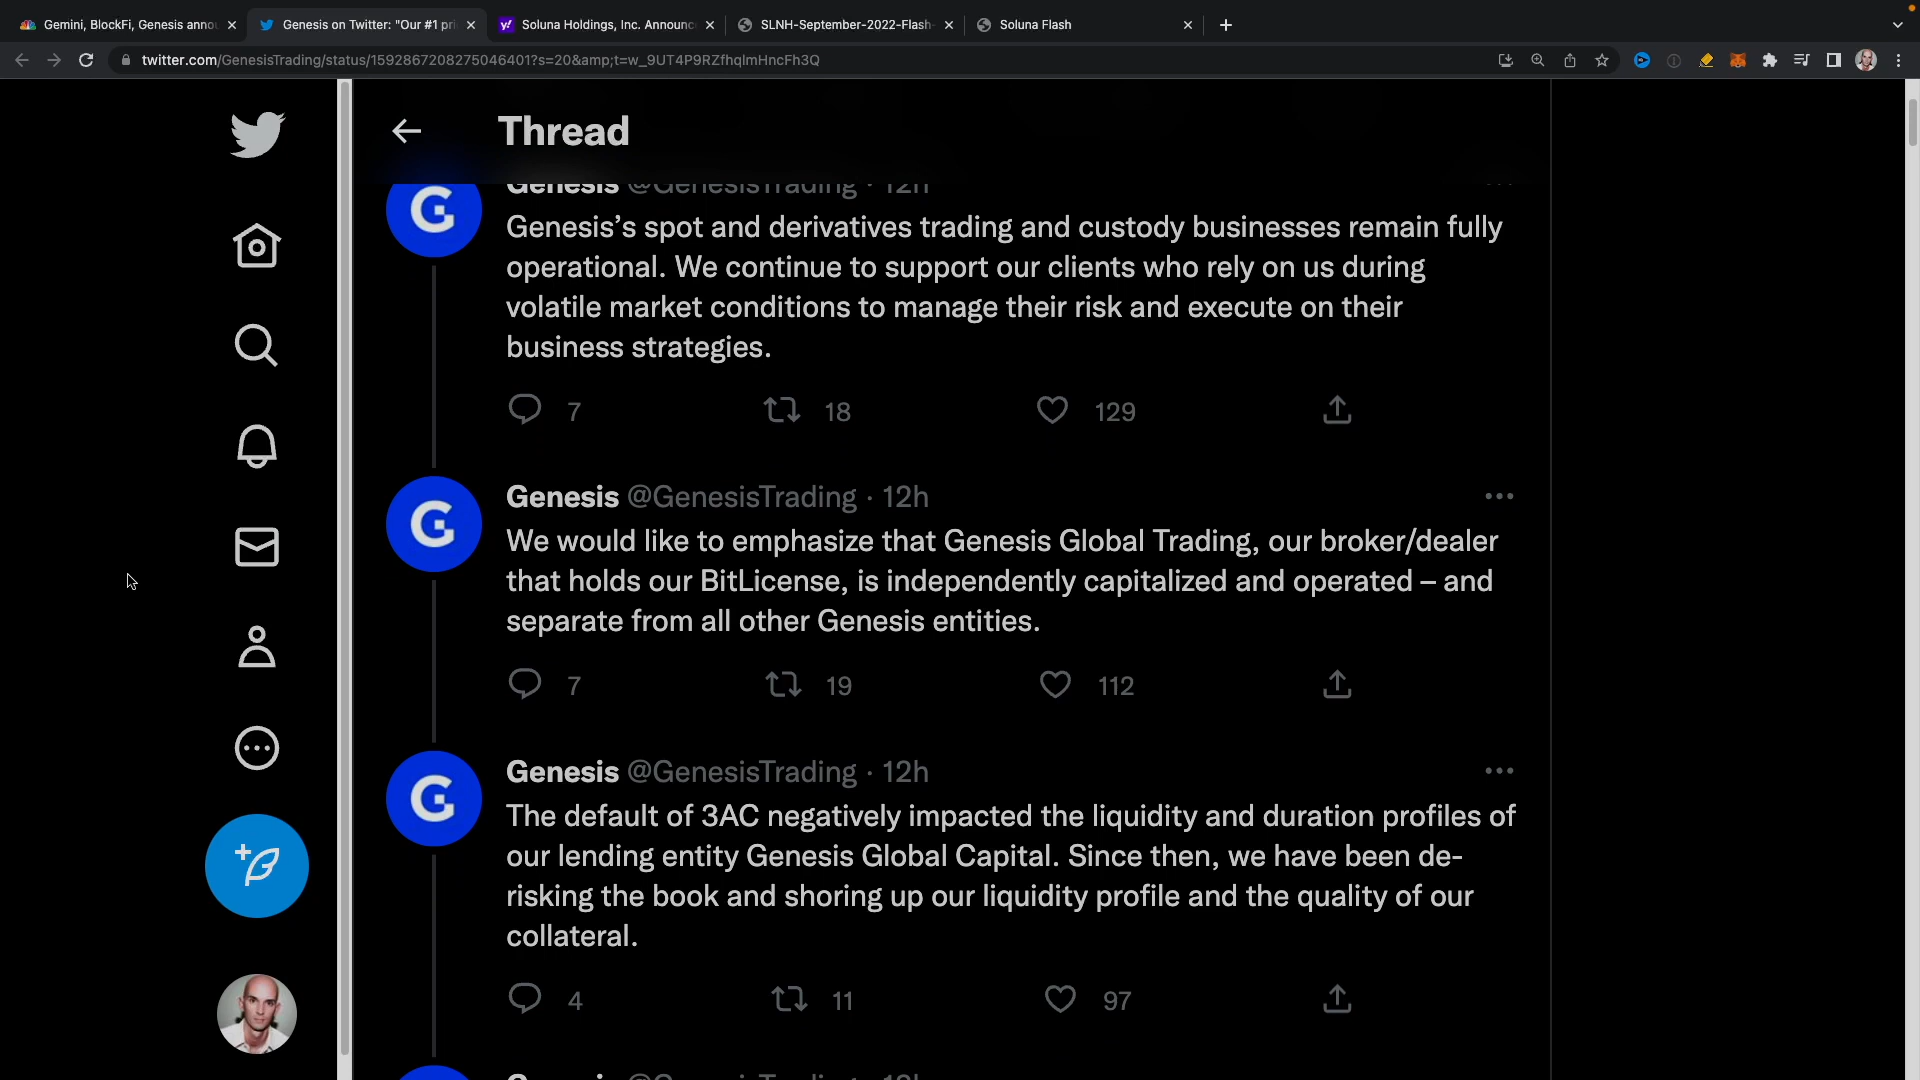 Gemini, BlockFi, Genesis annou
Genesis on Twitter: "Our #1 pri
Soluna Holdings, Inc. Announc
SLNH-September-2022-Flash-
Soluna Flash
twitter.com/GenesisTrading/status/1592867208275046401?s=20&amp;t=w_9UT4P9RZfhqlmHncFh3Q
Thread
Genesis @GenesisTrading · 12h
Genesis’s spot and derivatives trading and custody businesses remain fully
operational. We continue to support our clients who rely on us during
volatile market conditions to manage their risk and execute on their
business strategies.
7 18 129
Genesis @GenesisTrading · 12h
We would like to emphasize that Genesis Global Trading, our broker/dealer
that holds our BitLicense, is independently capitalized and operated – and
separate from all other Genesis entities.
7 19 112
Genesis @GenesisTrading · 12h
The default of 3AC negatively impacted the liquidity and duration profiles of
our lending entity Genesis Global Capital. Since then, we have been de-
risking the book and shoring up our liquidity profile and the quality of our
collateral.
4 11 97